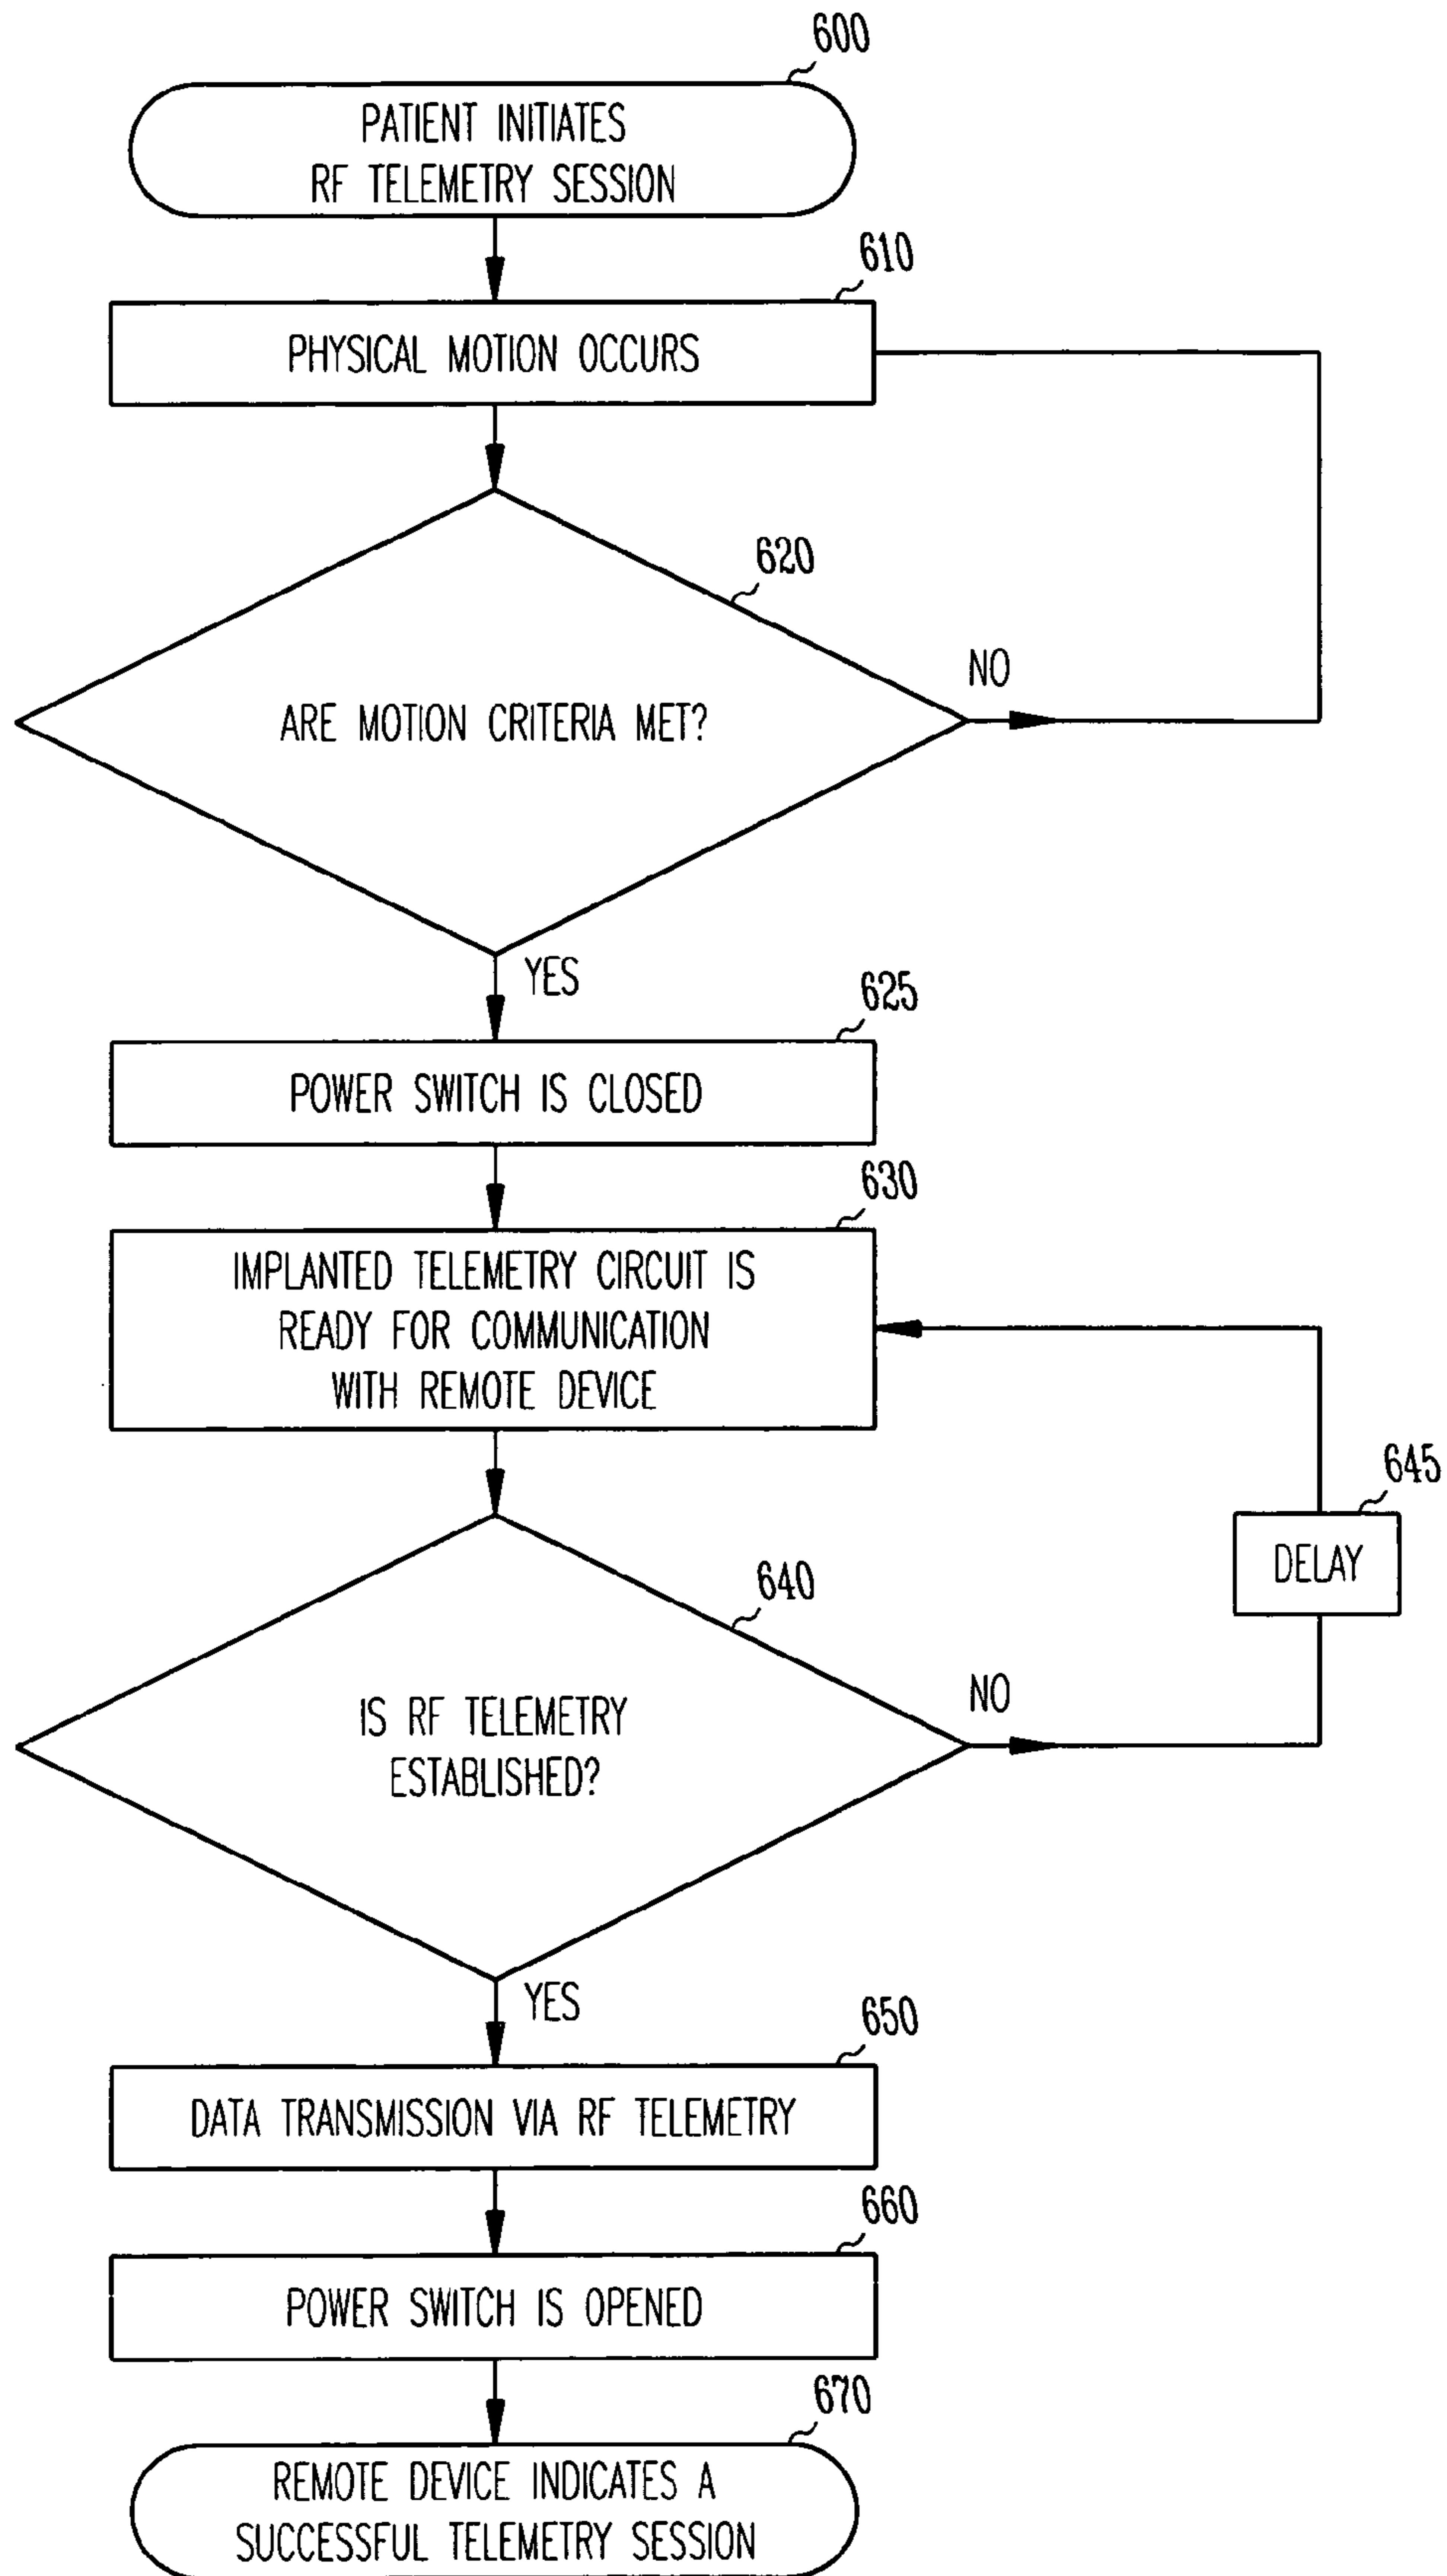 600
PATIENT INITIATES
RF TELEMETRY SESSION
610
PHYSICAL MOTION OCCURS
620
ARE MOTION CRITERIA MET?
NO
YES
625
POWER SWITCH IS CLOSED
630
IMPLANTED TELEMETRY CIRCUIT IS
READY FOR COMMUNICATION
WITH REMOTE DEVICE
645
DELAY
640
IS RF TELEMETRY
ESTABLISHED?
NO
YES
650
DATA TRANSMISSION VIA RF TELEMETRY
660
POWER SWITCH IS OPENED
670
REMOTE DEVICE INDICATES A
SUCCESSFUL TELEMETRY SESSION